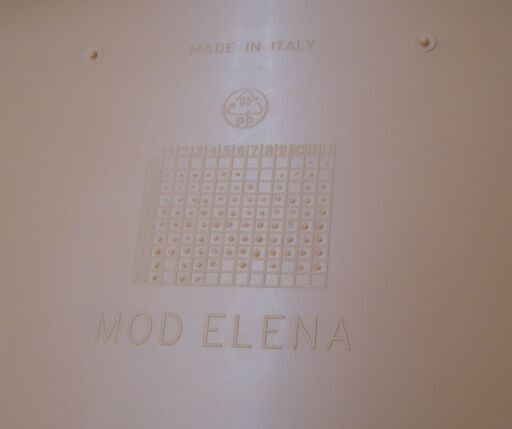 MADE IN ITALY
05
PP
1 2 3 4 5 6 7 8 9 10 11 12
MOD ELENA